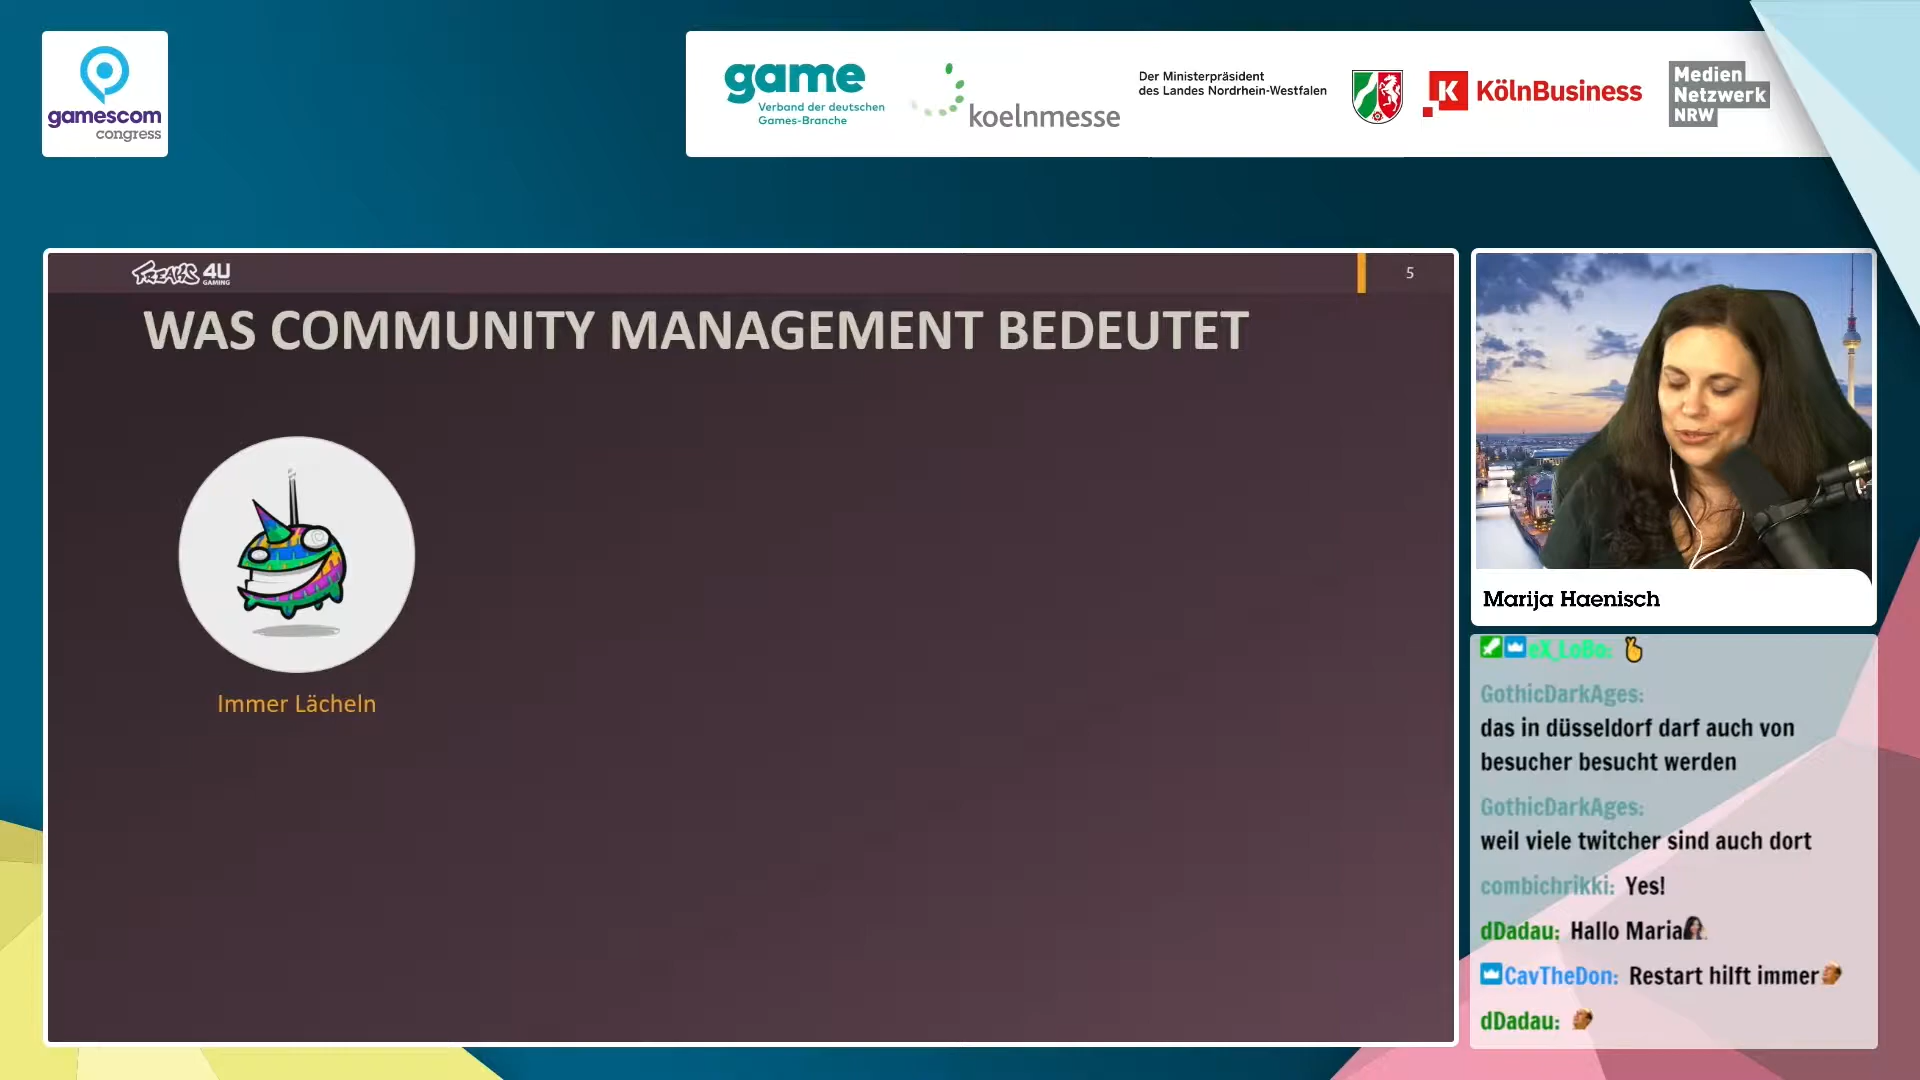 gamescom
congress
game
Verband der deutschen
Games-Branche
koelnmesse
Der Ministerpräsident
des Landes Nordrhein-Westfalen
K KölnBusiness
Medien
Netzwerk
NRW
FREAKS 4U
GAMING
5
WAS COMMUNITY MANAGEMENT BEDEUTET
Immer Lächeln
Marija Haenisch
eX_LoBo:
GothicDarkAges:
das in düsseldorf darf auch von
besucher besucht werden
GothicDarkAges:
weil viele twitcher sind auch dort
combichrikki: Yes!
dDadau: Hallo Maria
CavTheDon: Restart hilft immer
dDadau: